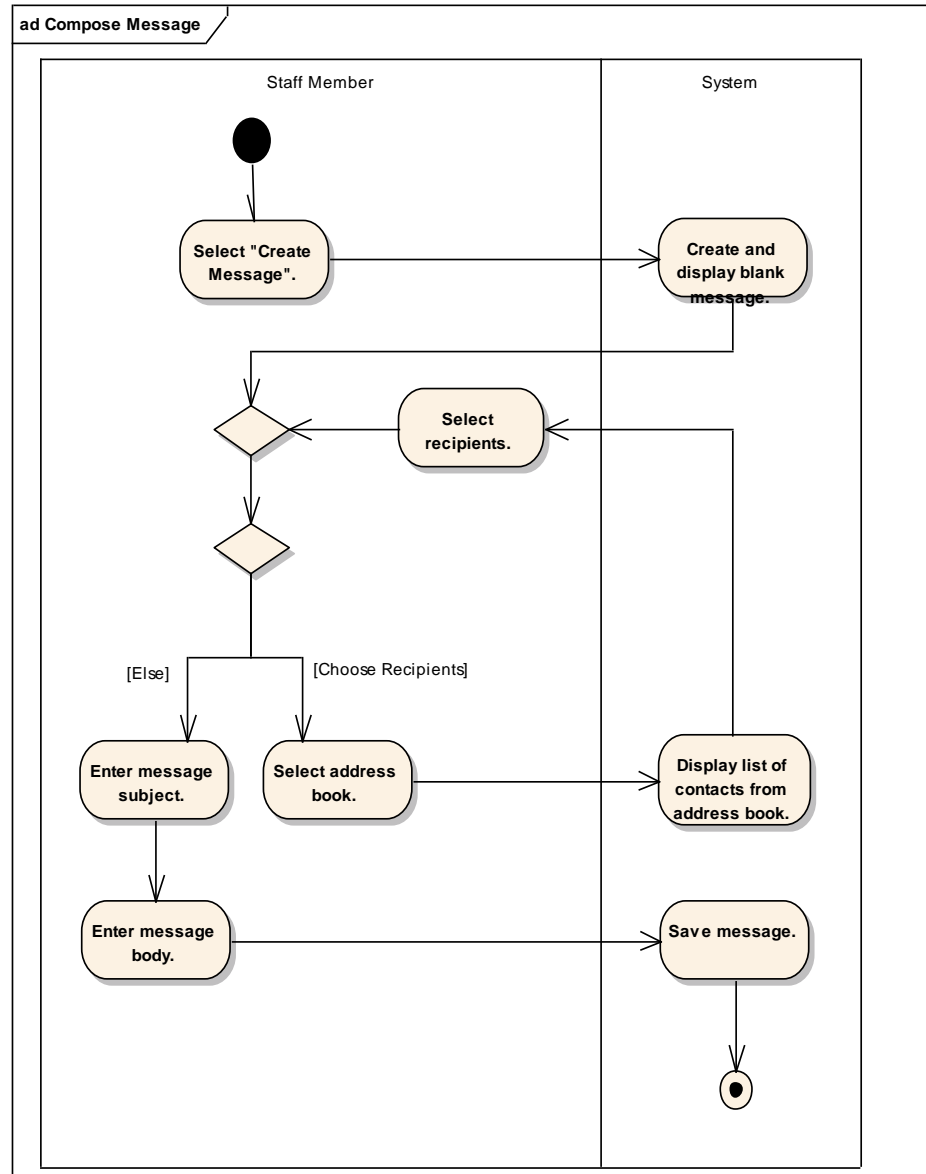 ad Compose Message
Staff Member
System
Select "Create
Message".
Create and
display blank
message.
Select
recipients.
[Else]
[Choose Recipients]
Enter message
subject.
Select address
book.
Display list of
contacts from
address book.
Enter message
body.
Save message.